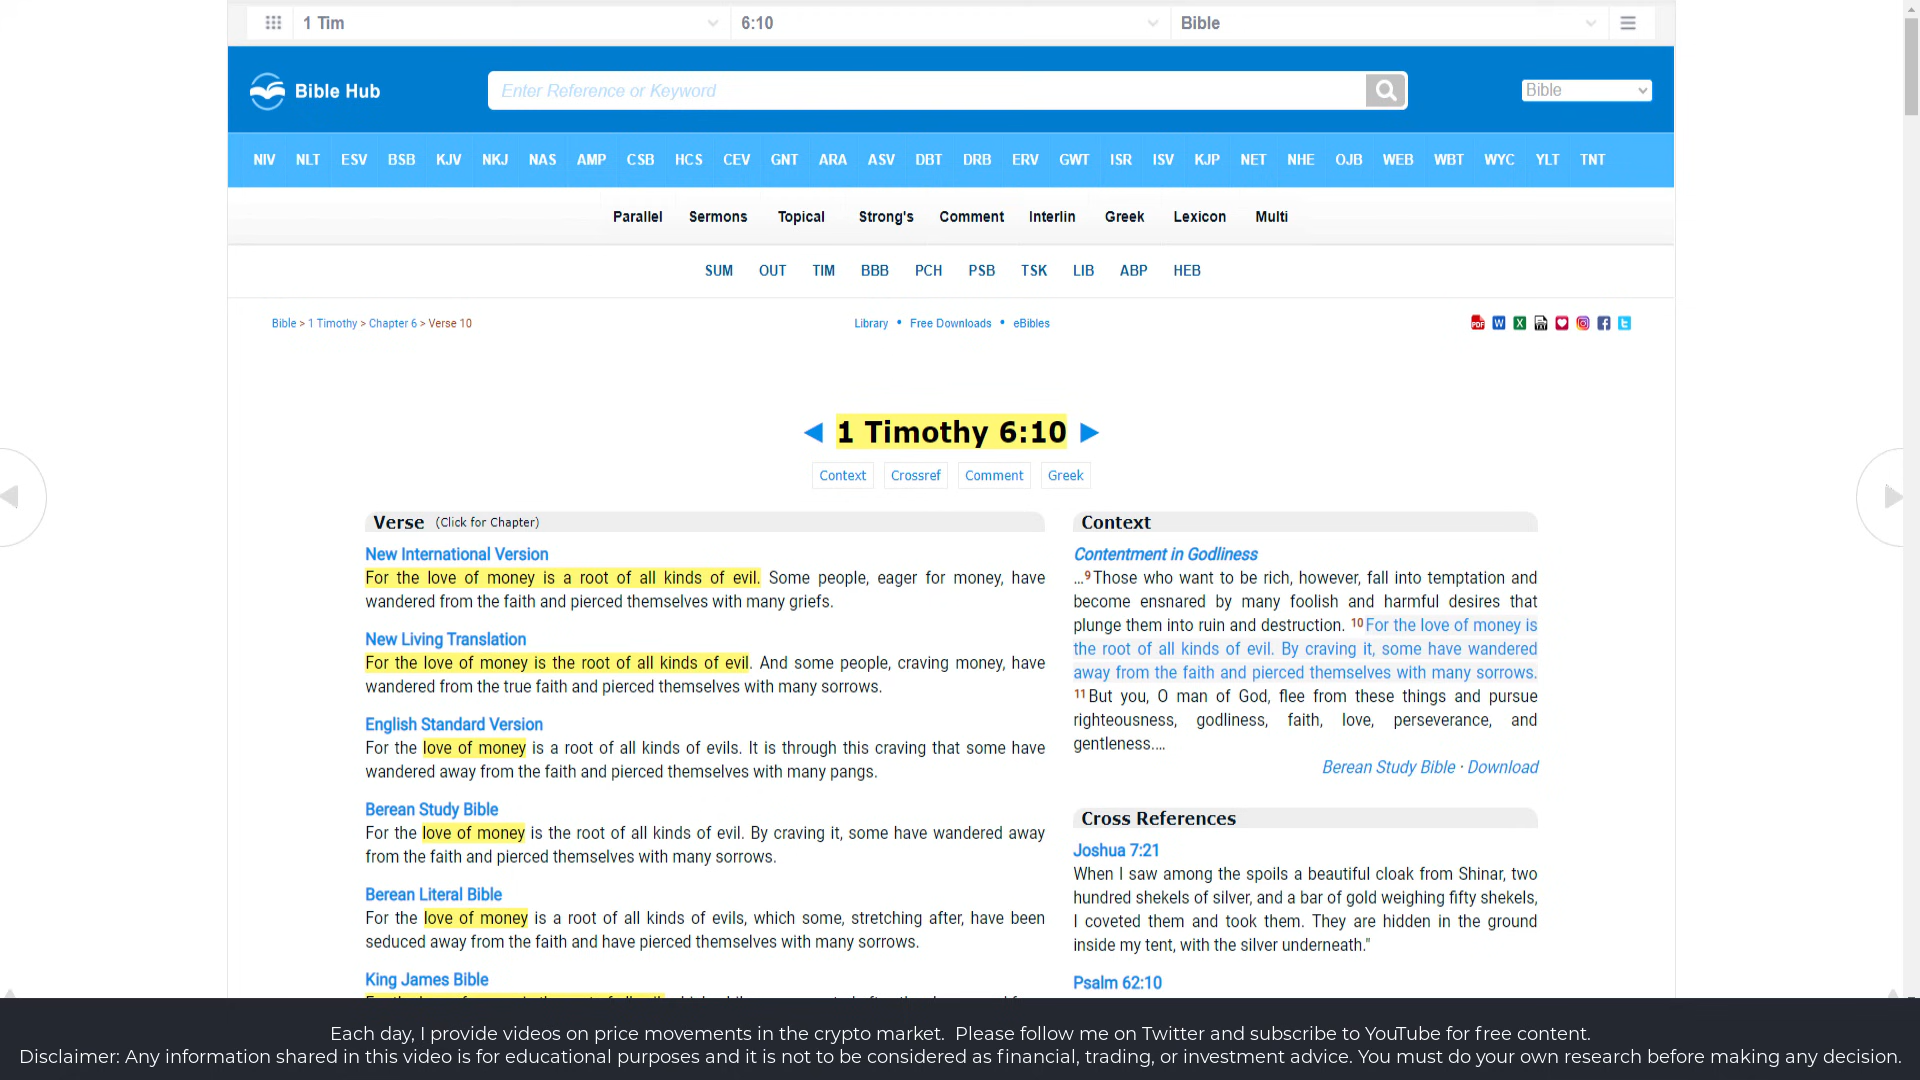 1 Tim
6:10
Bible
Bible Hub
Enter Reference or Keyword
Bible
NIV NLT ESV BSB KJV NKJ NAS AMP CSB HCS CEV GNT ARA ASV DBT DRB ERV GWT ISR ISV KJP NET NHE OJB WEB WBT WYC YLT TNT
Parallel Sermons Topical Strong's Comment Interlin Greek Lexicon Multi
SUM OUT TIM BBB PCH PSB TSK LIB ABP HEB
Bible > 1 Timothy > Chapter 6 > Verse 10
Library • Free Downloads • eBibles
1 Timothy 6:10
Context Crossref Comment Greek
Verse (Click for Chapter)
New International Version
For the love of money is a root of all kinds of evil. Some people, eager for money, have
wandered from the faith and pierced themselves with many griefs.
New Living Translation
For the love of money is the root of all kinds of evil. And some people, craving money, have
wandered from the true faith and pierced themselves with many sorrows.
English Standard Version
For the love of money is a root of all kinds of evils. It is through this craving that some have
wandered away from the faith and pierced themselves with many pangs.
Berean Study Bible
For the love of money is the root of all kinds of evil. By craving it, some have wandered away
from the faith and pierced themselves with many sorrows.
Berean Literal Bible
For the love of money is a root of all kinds of evils, which some, stretching after, have been
seduced away from the faith and have pierced themselves with many sorrows.
King James Bible
Context
Contentment in Godliness
…9Those who want to be rich, however, fall into temptation and
become ensnared by many foolish and harmful desires that
plunge them into ruin and destruction. 10For the love of money is
the root of all kinds of evil. By craving it, some have wandered
away from the faith and pierced themselves with many sorrows.
11But you, O man of God, flee from these things and pursue
righteousness, godliness, faith, love, perseverance, and
gentleness.…
Berean Study Bible · Download
Cross References
Joshua 7:21
When I saw among the spoils a beautiful cloak from Shinar, two
hundred shekels of silver, and a bar of gold weighing fifty shekels,
I coveted them and took them. They are hidden in the ground
inside my tent, with the silver underneath."
Psalm 62:10
Each day, I provide videos on price movements in the crypto market. Please follow me on Twitter and subscribe to YouTube for free content.
Disclaimer: Any information shared in this video is for educational purposes and it is not to be considered as financial, trading, or investment advice. You must do your own research before making any decision.